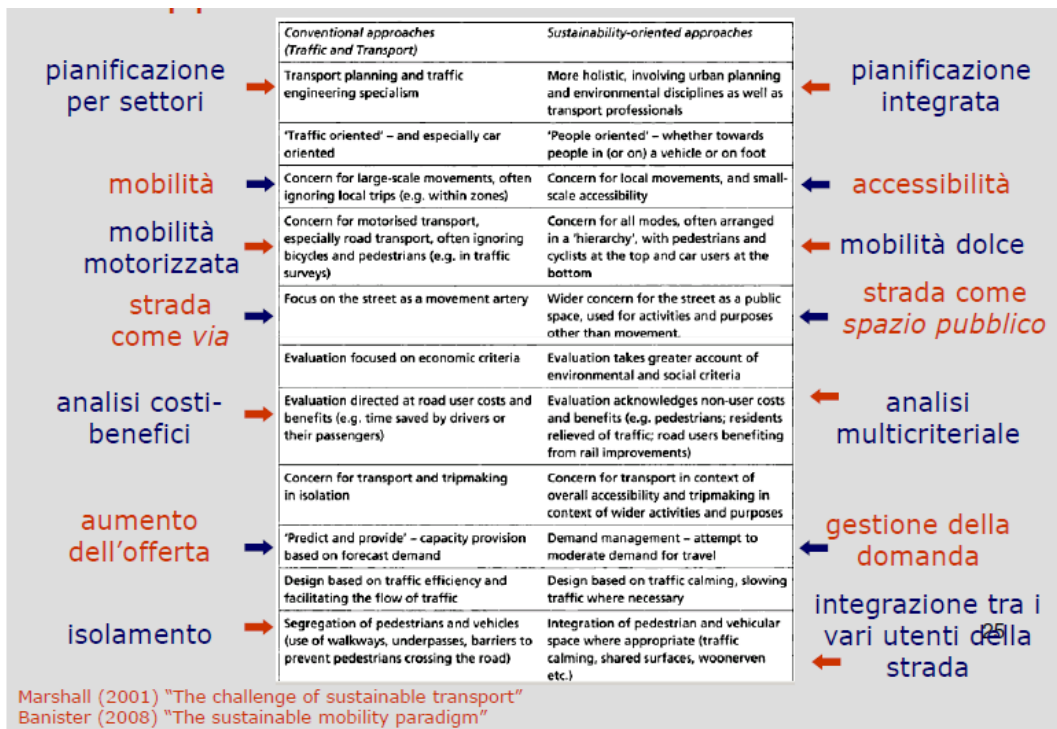 Conventional approaches
(Traffic and Transport)
Sustainability-oriented approaches
pianificazione
per settori
Transport planning and traffic
engineering specialism
More holistic, involving urban planning
and environmental disciplines as well as
transport professionals
pianificazione
integrata
'Traffic oriented' – and especially car
oriented
'People oriented' – whether towards
people in (or on) a vehicle or on foot
mobilità
Concern for large-scale movements, often
ignoring local trips (e.g. within zones)
Concern for local movements, and small-
scale accessibility
accessibilità
mobilità
motorizzata
Concern for motorised transport,
especially road transport, often ignoring
bicycles and pedestrians (e.g. in traffic
surveys)
Concern for all modes, often arranged
in a 'hierarchy', with pedestrians and
cyclists at the top and car users at the
bottom
mobilità dolce
strada
come via
Focus on the street as a movement artery
Wider concern for the street as a public
space, used for activities and purposes
other than movement.
strada come
spazio pubblico
Evaluation focused on economic criteria
Evaluation takes greater account of
environmental and social criteria
analisi costi-
benefici
Evaluation directed at road user costs and
benefits (e.g. time saved by drivers or
their passengers)
Evaluation acknowledges non-user costs
and benefits (e.g. pedestrians; residents
relieved of traffic; road users benefiting
from rail improvements)
analisi
multicriteriale
Concern for transport and tripmaking
in isolation
Concern for transport in context of
overall accessibility and tripmaking in
context of wider activities and purposes
aumento
dell'offerta
'Predict and provide' – capacity provision
based on forecast demand
Demand management – attempt to
moderate demand for travel
gestione della
domanda
Design based on traffic efficiency and
facilitating the flow of traffic
Design based on traffic calming, slowing
traffic where necessary
isolamento
Segregation of pedestrians and vehicles
(use of walkways, underpasses, barriers to
prevent pedestrians crossing the road)
Integration of pedestrian and vehicular
space where appropriate (traffic
calming, shared surfaces, woonerven
etc.)
integrazione tra i
vari utenti della
strada
25
Marshall (2001) "The challenge of sustainable transport"
Banister (2008) "The sustainable mobility paradigm"